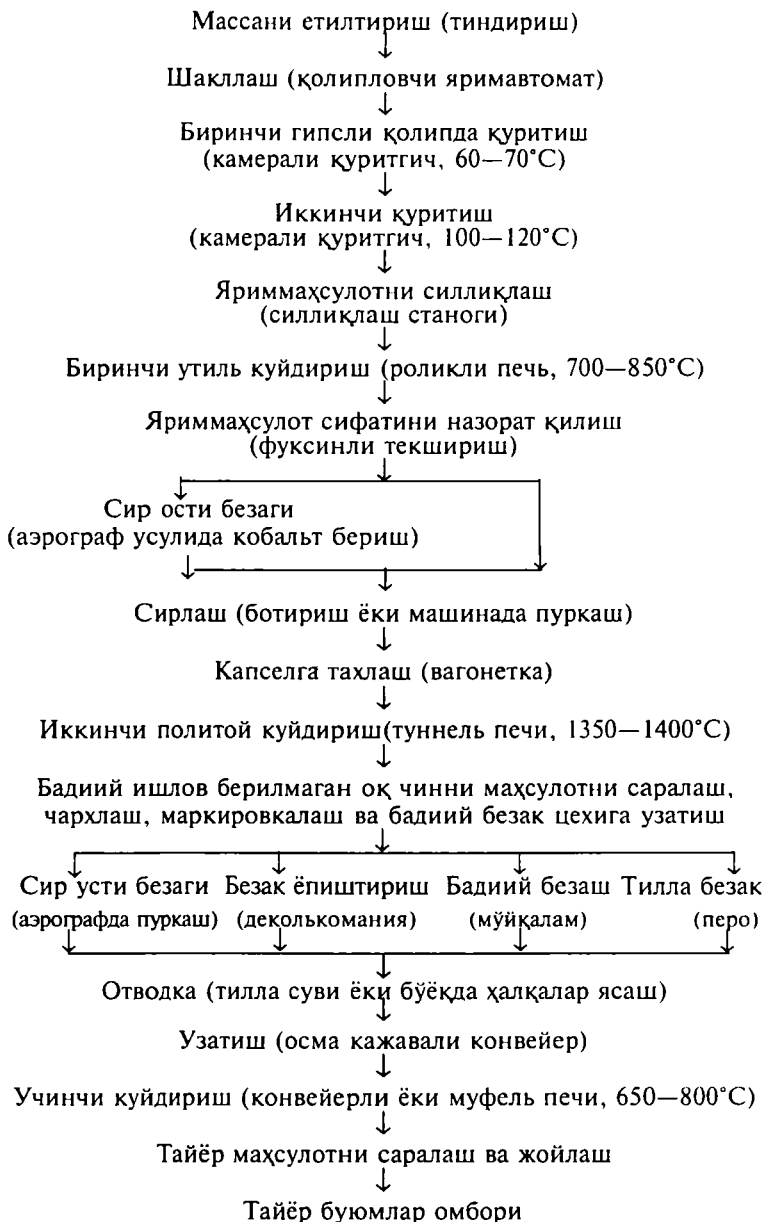 Массани етилтириш (тиндириш)
Шакллаш (қолипловчи яримавтомат)
Биринчи гипсли қолипда қуритиш
(камерали қуритгич, 60—70°С)
Иккинчи қуритиш
(камерали қуритгич, 100—120°С)
Яриммаҳсулотни силлиқлаш
(силлиқлаш станоги)
Биринчи утиль куйдириш (роликли печь, 700—850°С)
Яриммаҳсулот сифатини назорат қилиш
(фуксинли текшириш)
Сир ости безаги
(аэрограф усулида кобальт бериш)
Сирлаш (ботириш ёки машинада пуркаш)
Капселга тахлаш (вагонетка)
Иккинчи политой куйдириш(туннель печи, 1350—1400°С)
Бадиий ишлов берилмаган оқ чинни маҳсулотни саралаш,
чархлаш, маркировкалаш ва бадиий безак цехига узатиш
Сир усти безаги Безак ёпиштириш Бадиий безаш Тилла безак
(аэрографда пуркаш) (деколькомания) (мўйқалам) (перо)
Отводка (тилла суви ёки бўёқда ҳалқалар ясаш)
Узатиш (осма кажавали конвейер)
Учинчи куйдириш (конвейерли ёки муфель печи, 650—800°С)
Тайёр маҳсулотни саралаш ва жойлаш
Тайёр буюмлар омбори